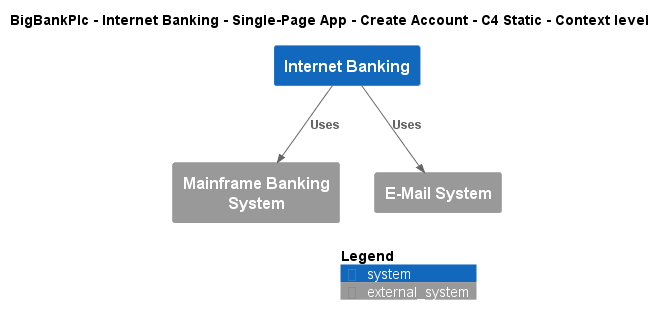 BigBankPlc - Internet Banking - Single-Page App - Create Account - C4 Static - Context level
Internet Banking
Uses
Uses
Mainframe Banking
System
E-Mail System
Legend
system
external_system